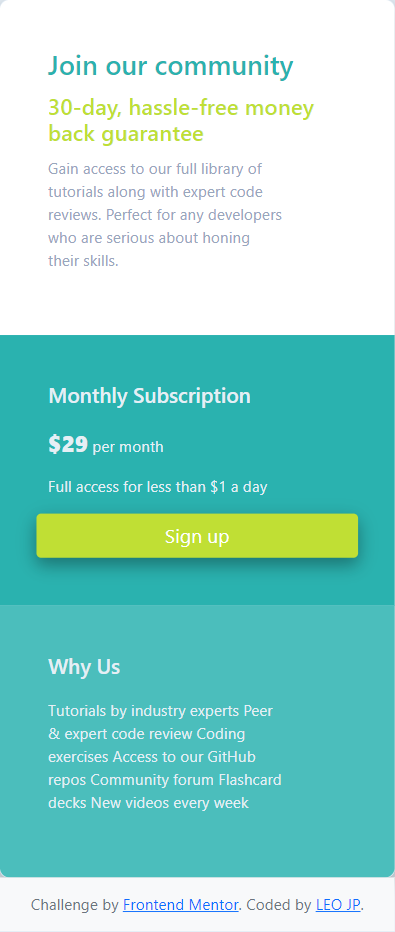 Join our community
30-day, hassle-free money
back guarantee
Gain access to our full library of
tutorials along with expert code
reviews. Perfect for any developers
who are serious about honing
their skills.
Monthly Subscription
$29 per month
Full access for less than $1 a day
Sign up
Why Us
Tutorials by industry experts Peer
& expert code review Coding
exercises Access to our GitHub
repos Community forum Flashcard
decks New videos every week
Challenge by Frontend Mentor. Coded by LEO JP.